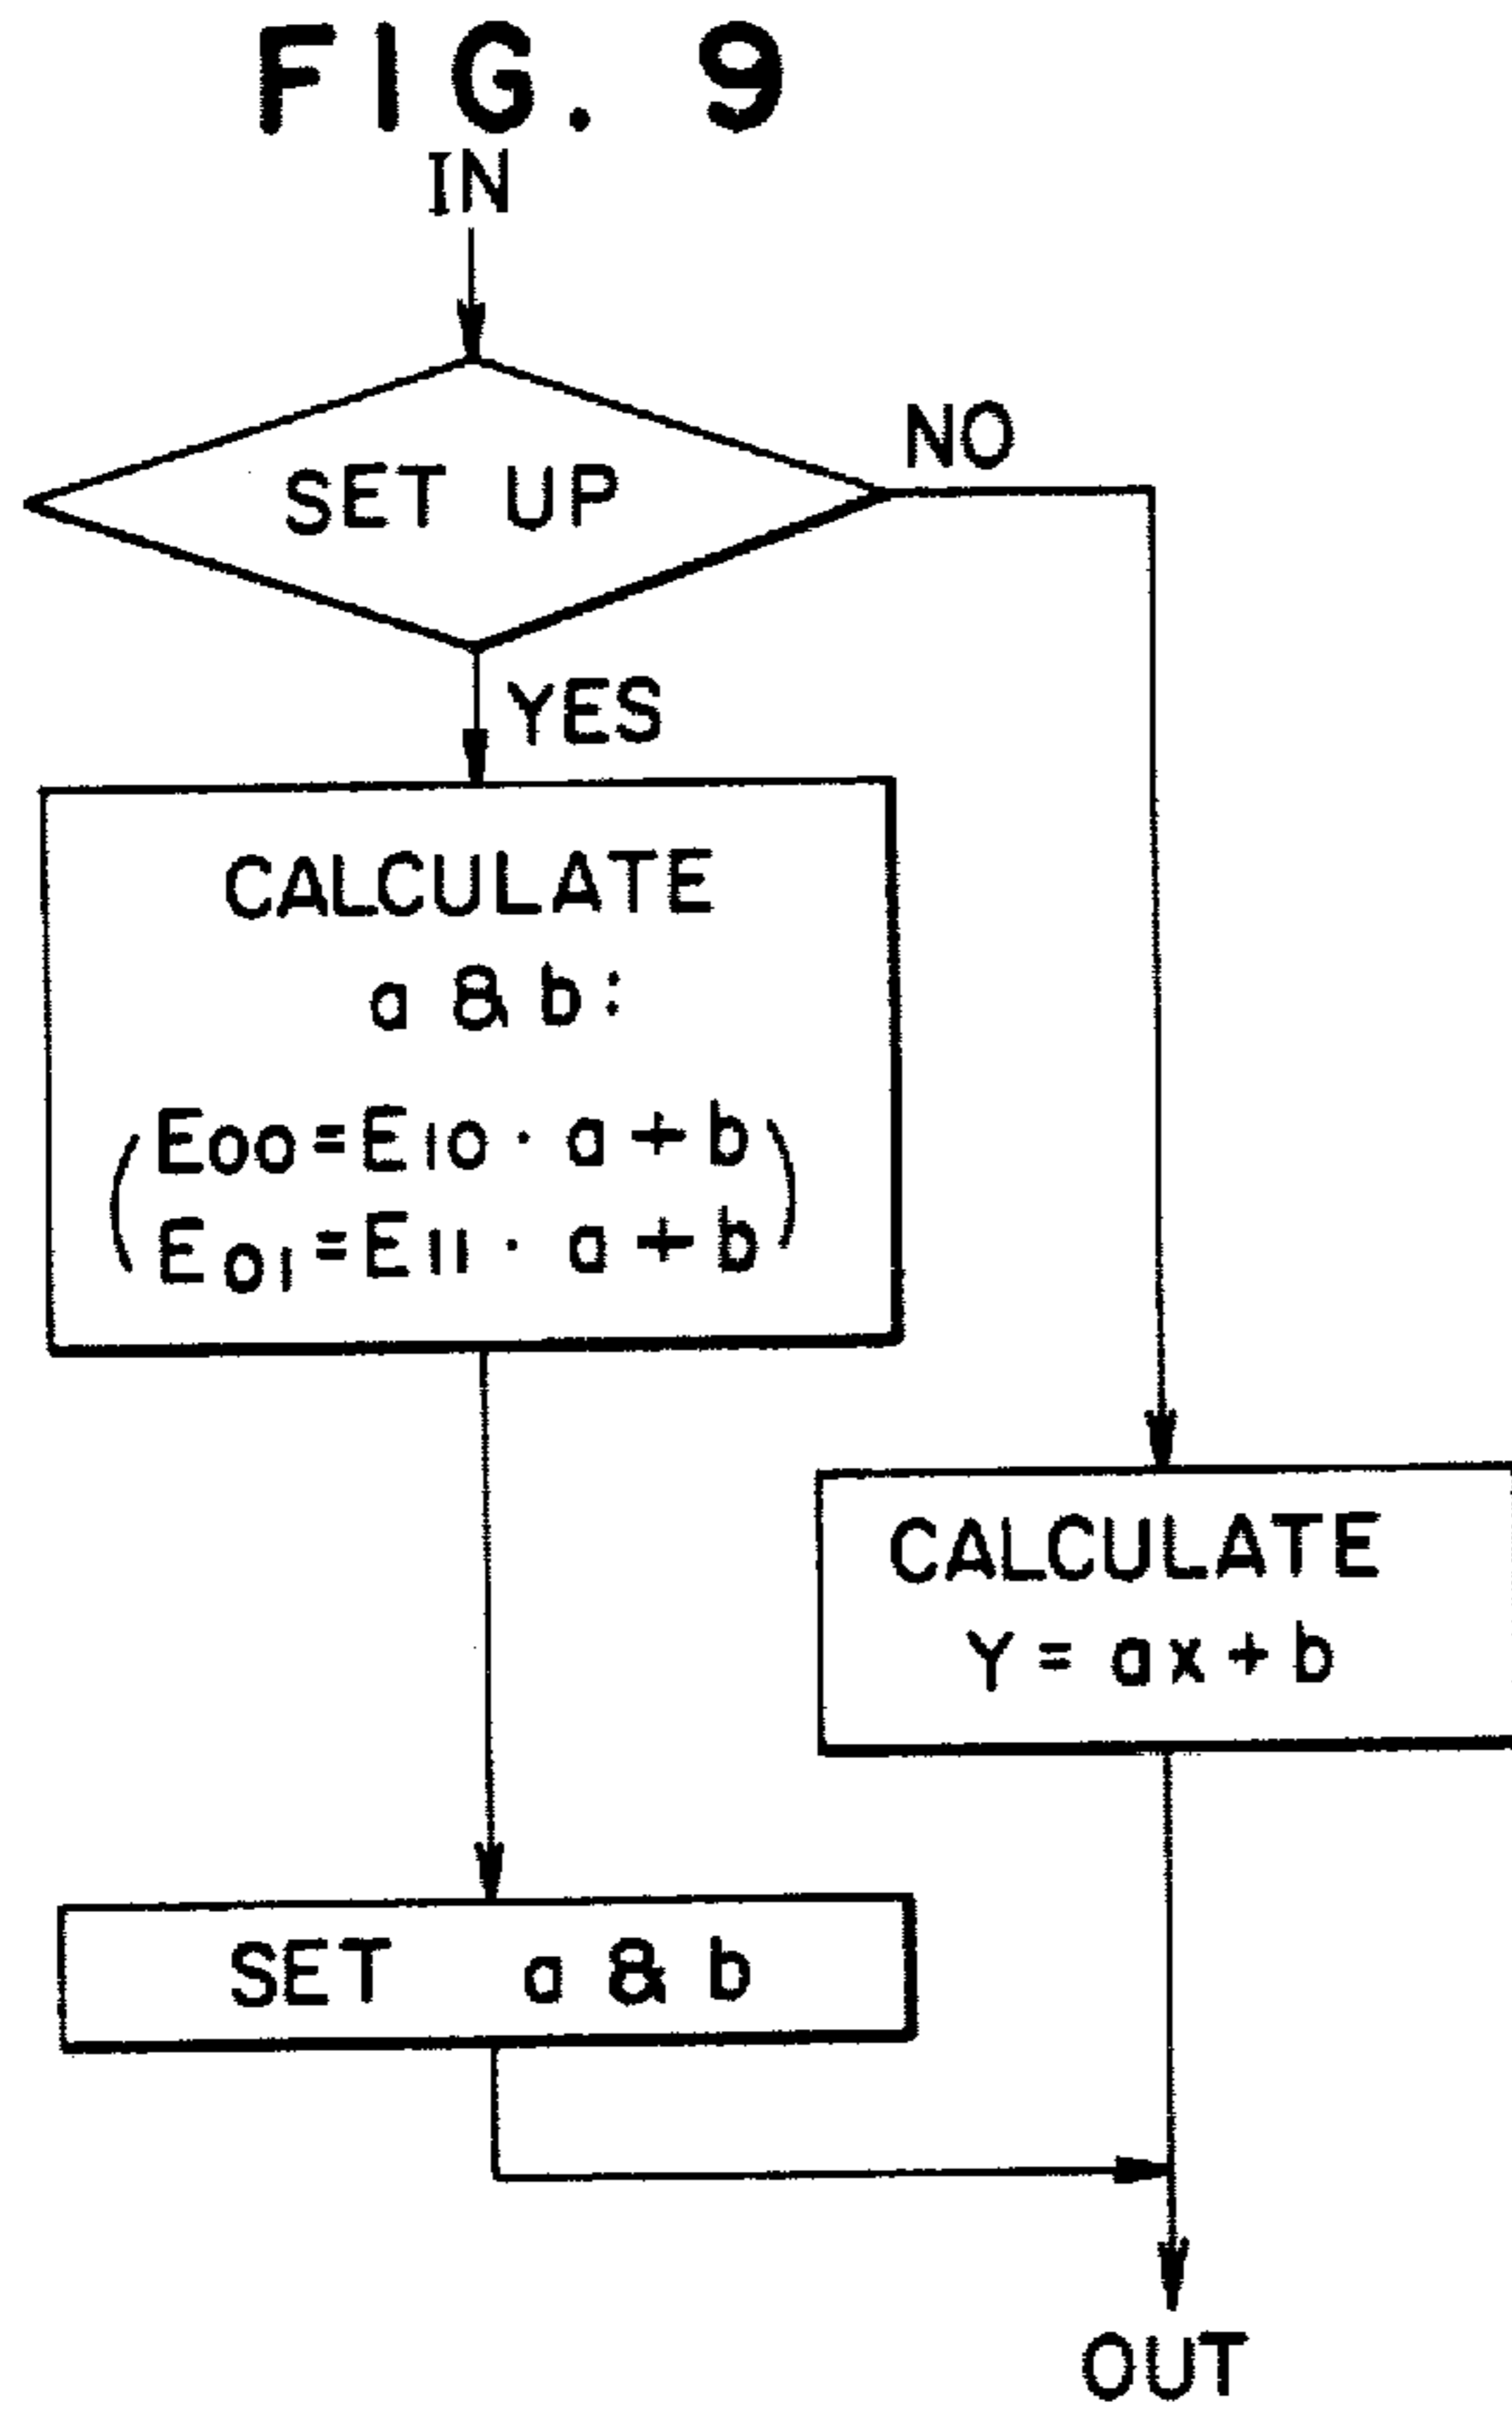 FIG. 9
IN
SET UP
NO
YES
CALCULATE
a & b:
(E00=E10· a+b)
(E01=E11· a+b)
CALCULATE
Y=ax+b
SET a & b
OUT